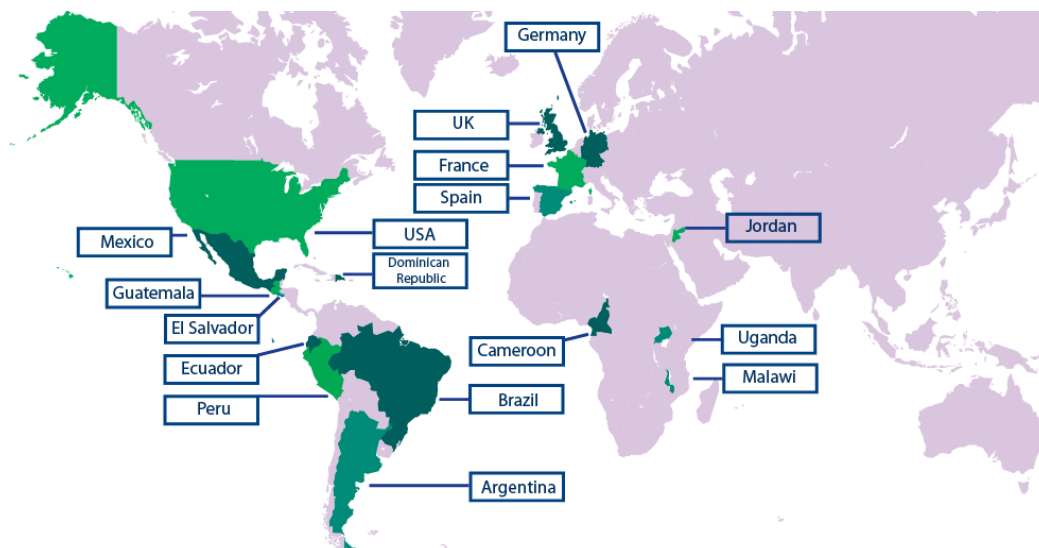 Germany
UK
France
Spain
Jordan
Mexico
USA
Dominican
Republic
Guatemala
El Salvador
Ecuador
Cameroon
Uganda
Malawi
Peru
Brazil
Argentina